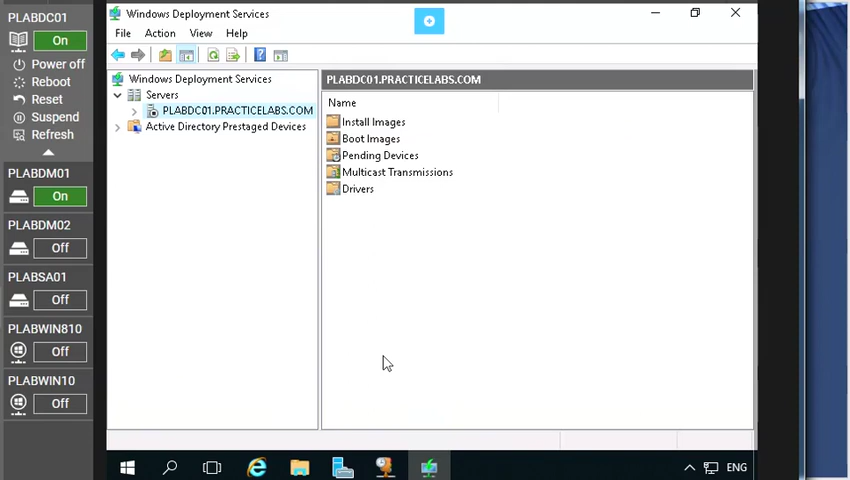 PLABDC01
On
Power off
Reboot
Reset
Suspend
Refresh
PLABDM01
On
PLABDM02
Off
PLABSA01
Off
PLABWIN810
Off
PLABWIN10
Off
Windows Deployment Services
File Action View Help
Windows Deployment Services
Servers
PLABDC01.PRACTICELABS.COM
Active Directory Prestaged Devices
PLABDC01.PRACTICELABS.COM
Name
Install Images
Boot Images
Pending Devices
Multicast Transmissions
Drivers
ENG